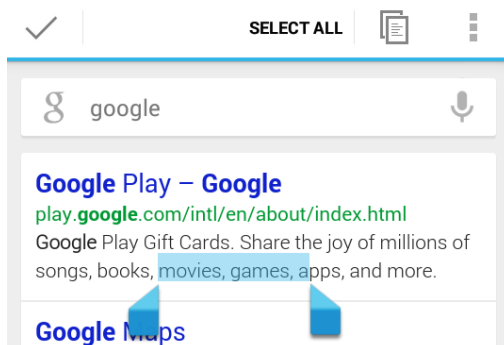 SELECT ALL
google
Google Play – Google
play.google.com/intl/en/about/index.html
Google Play Gift Cards. Share the joy of millions of
songs, books, movies, games, apps, and more.
Google Maps